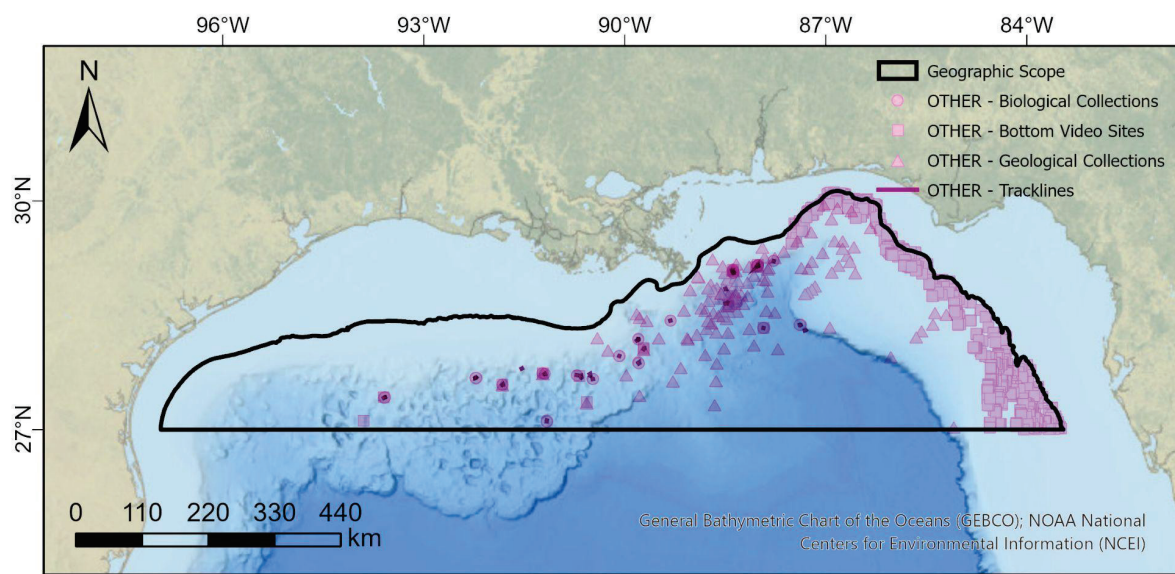 96°W 93°W 90°W 87°W 84°W
N
Geographic Scope
OTHER - Biological Collections
OTHER - Bottom Video Sites
OTHER - Geological Collections
OTHER - Tracklines
30°N
27°N
0 110 220 330 440
km
General Bathymetric Chart of the Oceans (GEBCO); NOAA National
Centers for Environmental Information (NCEI)